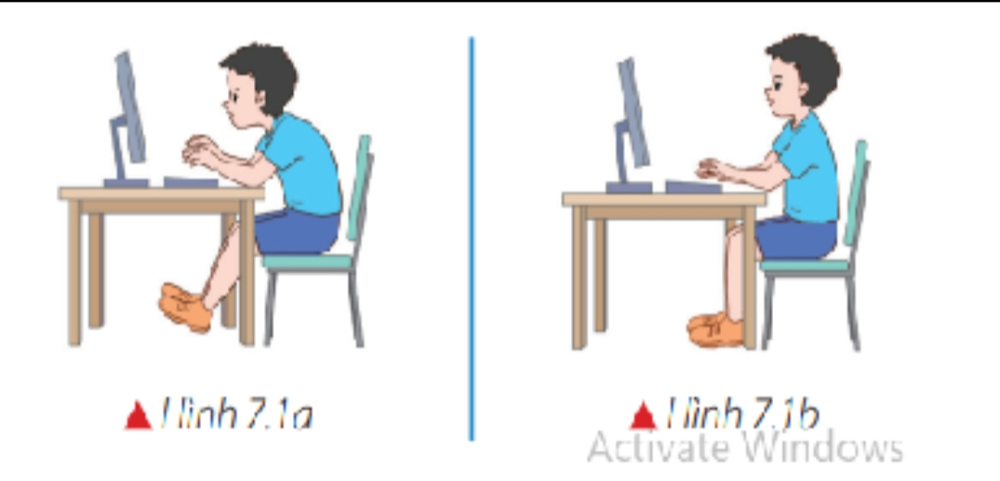 ▲ Hình 7.1a
▲ Hình 7.1b
Activate Windows